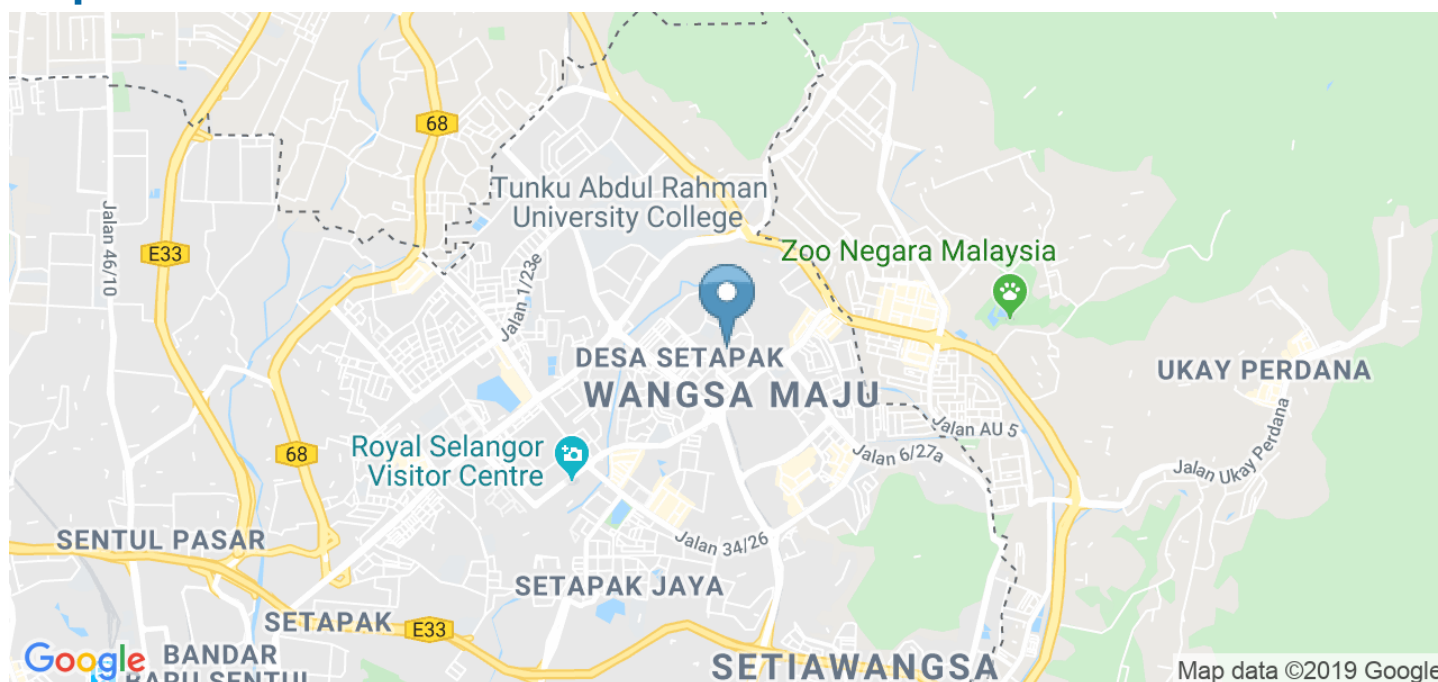 68
Tunku Abdul Rahman
University College
Jalan 46/10
E33
Jalan 1/23e
Zoo Negara Malaysia
DESA SETAPAK
WANGSA MAJU
UKAY PERDANA
Jalan AU 5
Jalan 6/27a
Jalan Ukay Perdana
68
Royal Selangor
Visitor Centre
SENTUL PASAR
Jalan 34/26
SETAPAK JAYA
SETAPAK
E33
Google
BANDAR
BARU SENTUL
SETIAWANGSA
Map data ©2019 Google